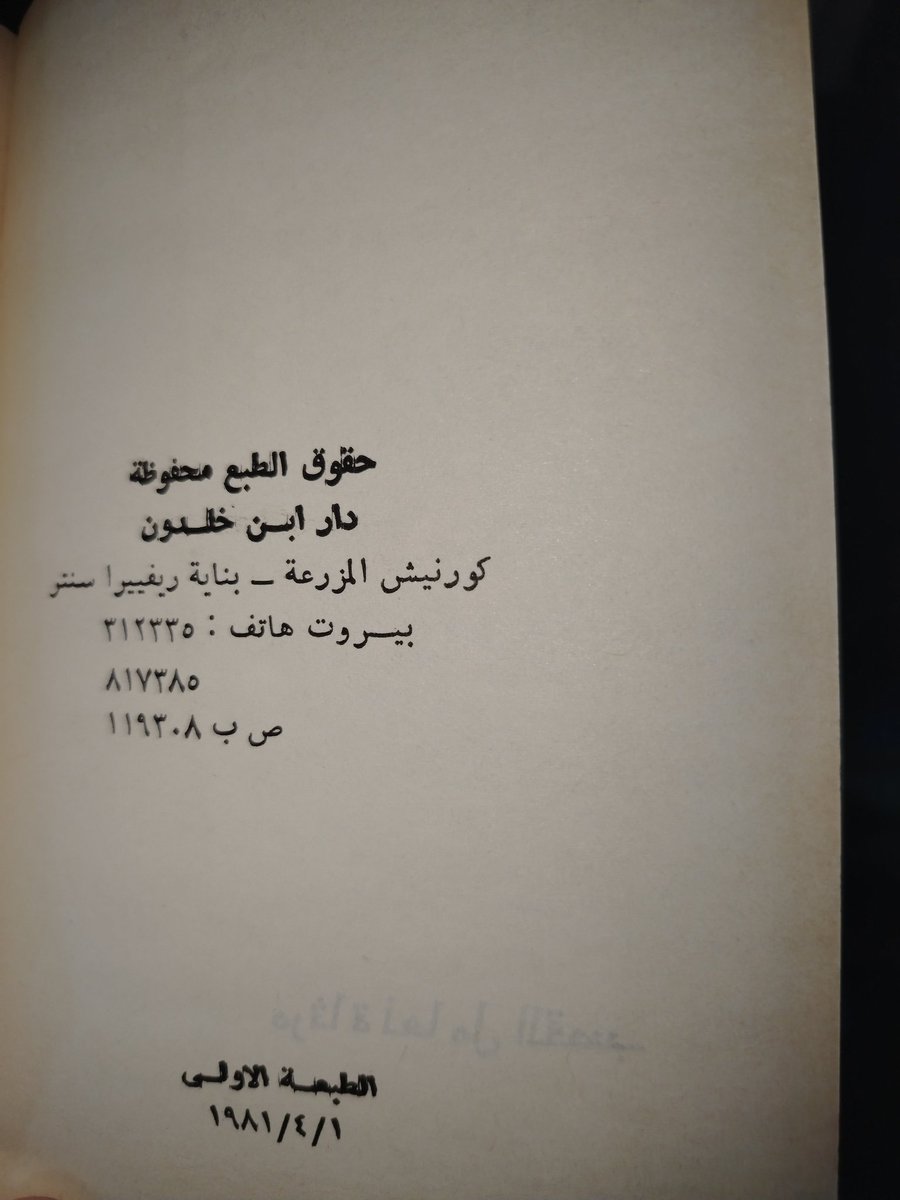 حقوق الطبع محفوظة
دار ابن خلدون
كورنيش المزرعة ــ بناية ريفييرا سنتر
بيروت هاتف : ٣١٢٣٣٥
٨١٧٣٨٥
ص ب ١١٩٣٠٨
الطبعة الاولى
١٩٨١/٤/١